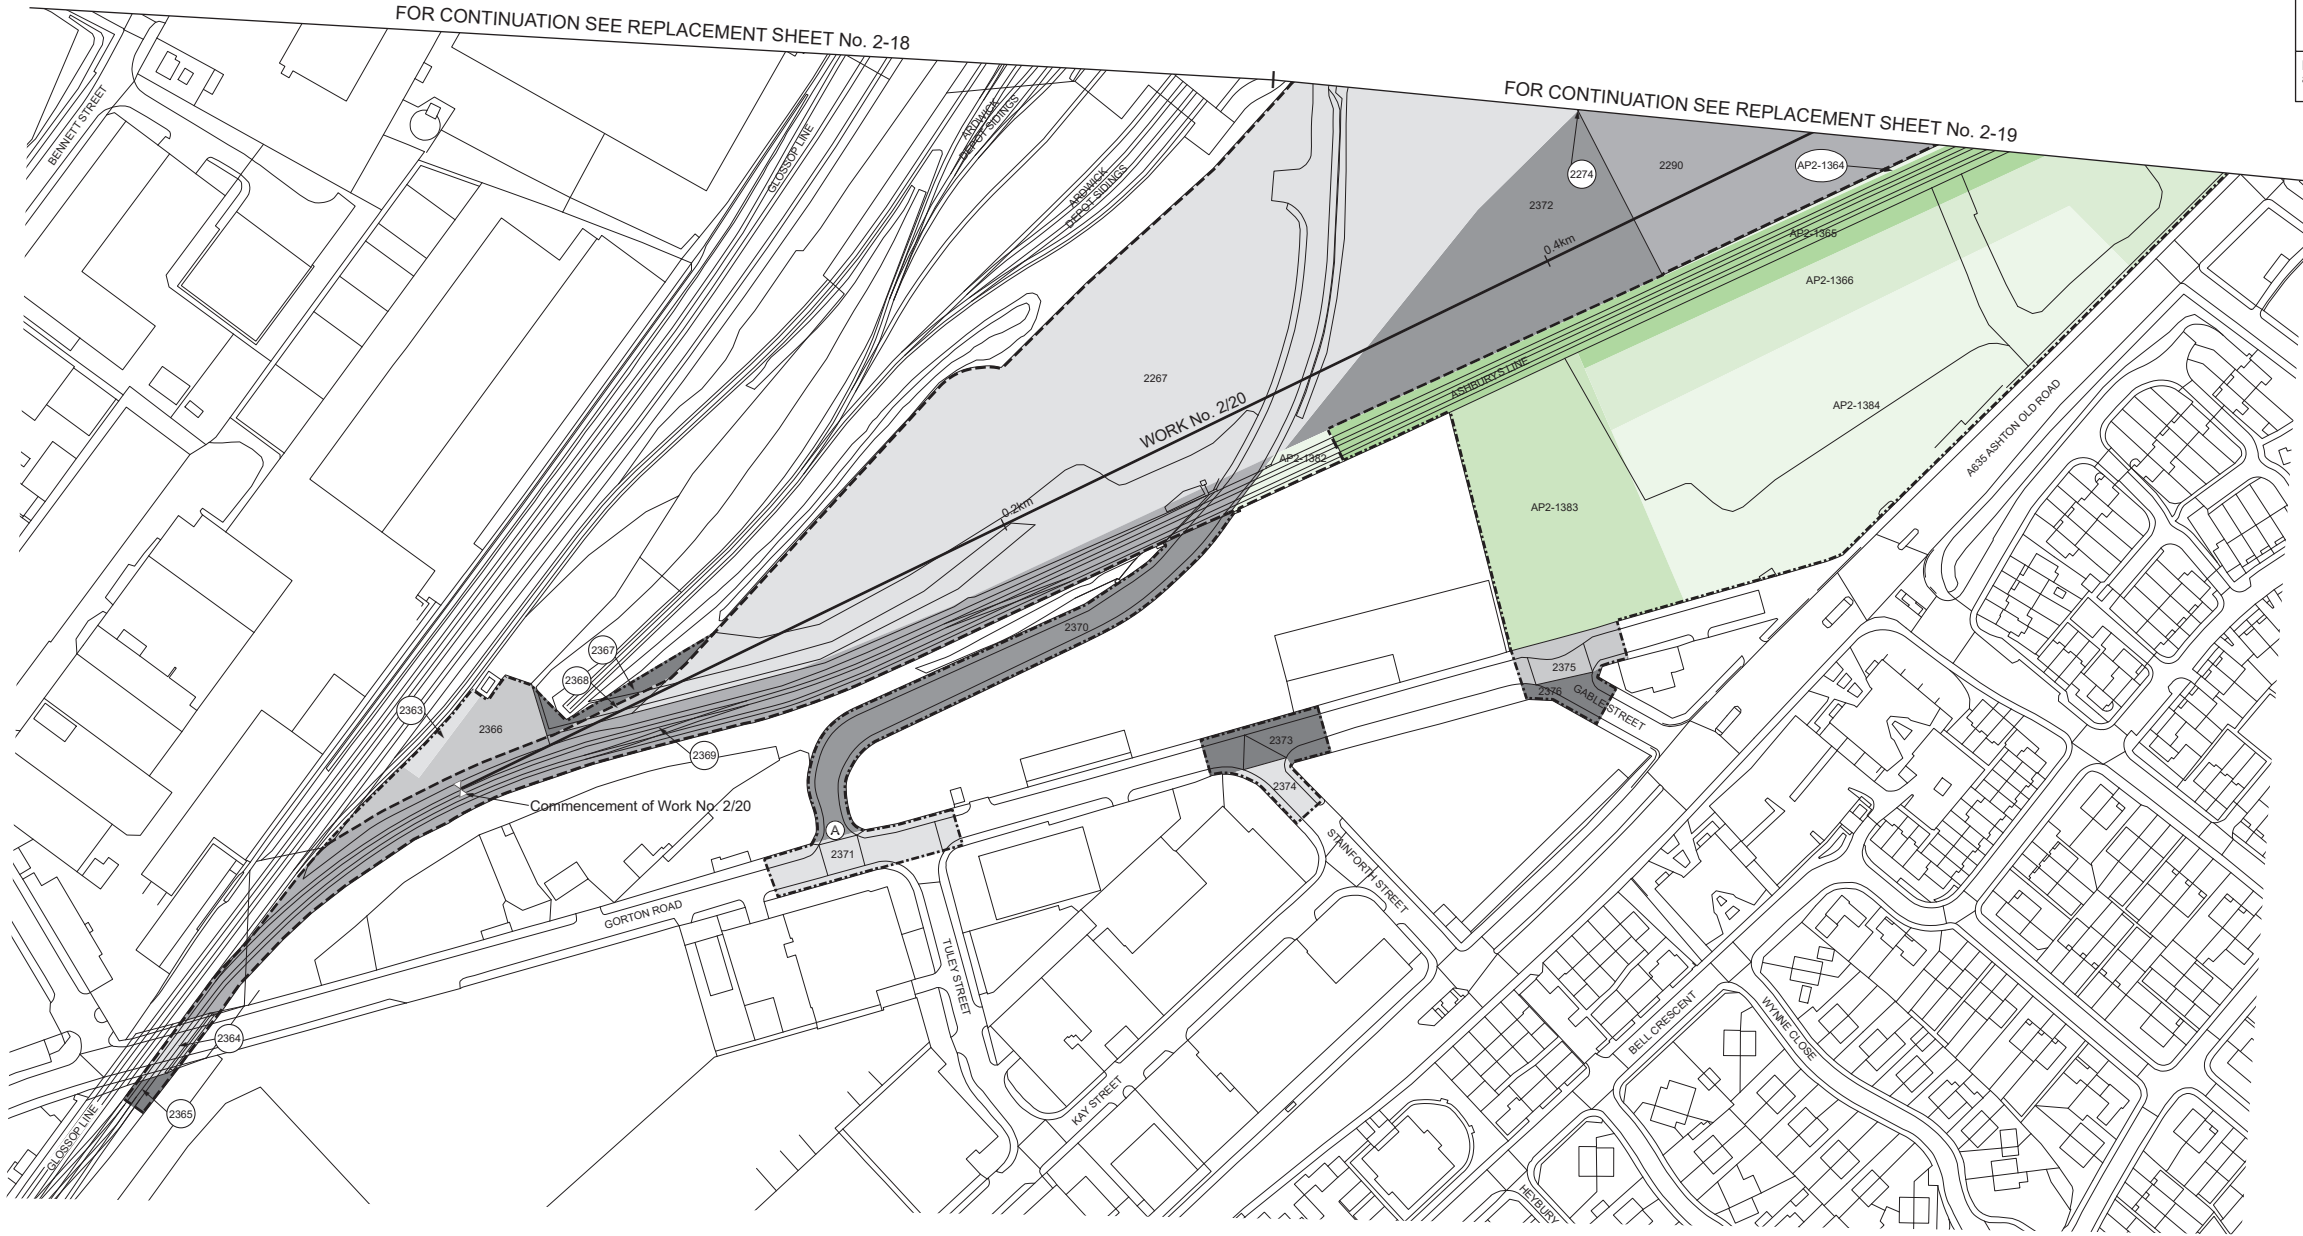 FOR CONTINUATION SEE REPLACEMENT SHEET No. 2-18
FOR CONTINUATION SEE REPLACEMENT SHEET No. 2-19
BENNETT STREET
GLOSSOP LINE
ARDWICK
DEPOT SIDINGS
ARDWICK
DEPOT SIDINGS
2274
2290
AP2-1364
2372
AP2-1365
0.4km
AP2-1366
2267
ASHBURYS LINE
WORK No. 2/20
AP2-1384
A635 ASHTON OLD ROAD
AP2-1382
0.2km
AP2-1383
2370
2367
2368
2375
2376
GABLE STREET
2363
2366
2369
2373
2374
Commencement of Work No. 2/20
A
2371
STAINFORTH STREET
GORTON ROAD
TULEY STREET
2364
2365
GLOSSOP LINE
KAY STREET
BELL CRESCENT
WYNNE CLOSE
HEYBURY